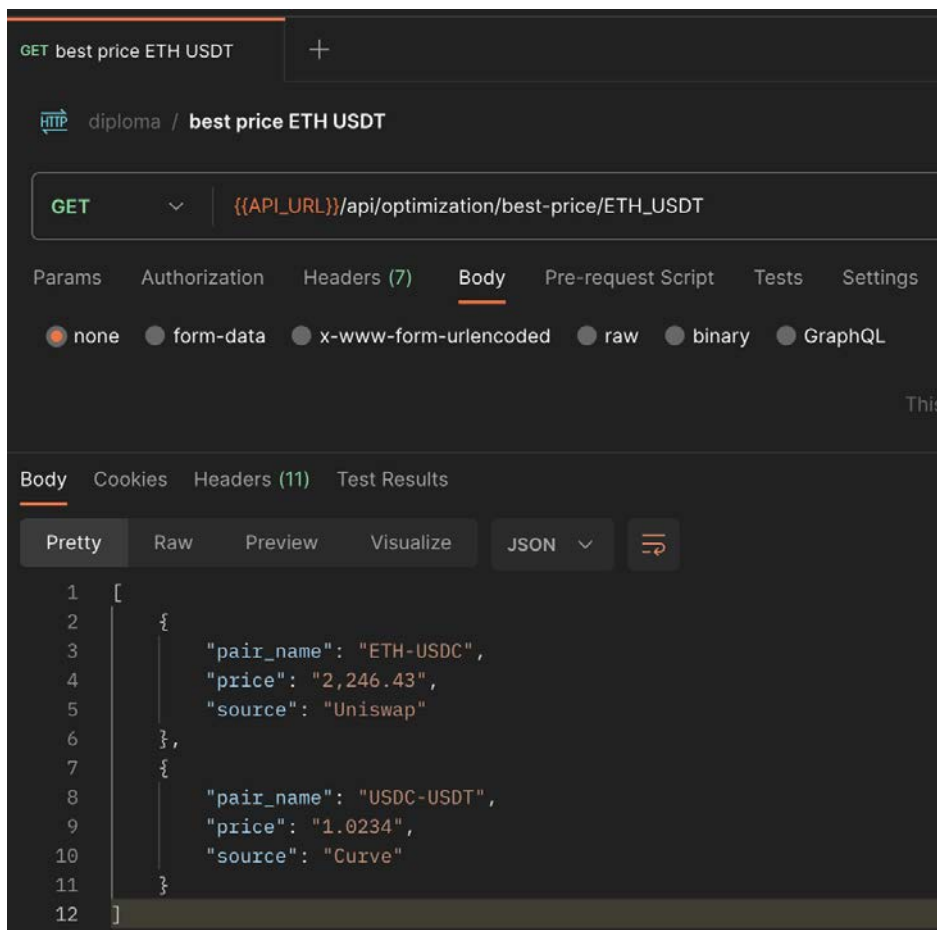 GET best price ETH USDT
HTTP diploma / best price ETH USDT
GET {{API_URL}}/api/optimization/best-price/ETH_USDT
Params Authorization Headers (7) Body Pre-request Script Tests Settings
none form-data x-www-form-urlencoded raw binary GraphQL
This
Body Cookies Headers (11) Test Results
Pretty Raw Preview Visualize JSON
1 [
2 {
3 "pair_name": "ETH-USDC",
4 "price": "2,246.43",
5 "source": "Uniswap"
6 },
7 {
8 "pair_name": "USDC-USDT",
9 "price": "1.0234",
10 "source": "Curve"
11 }
12 ]